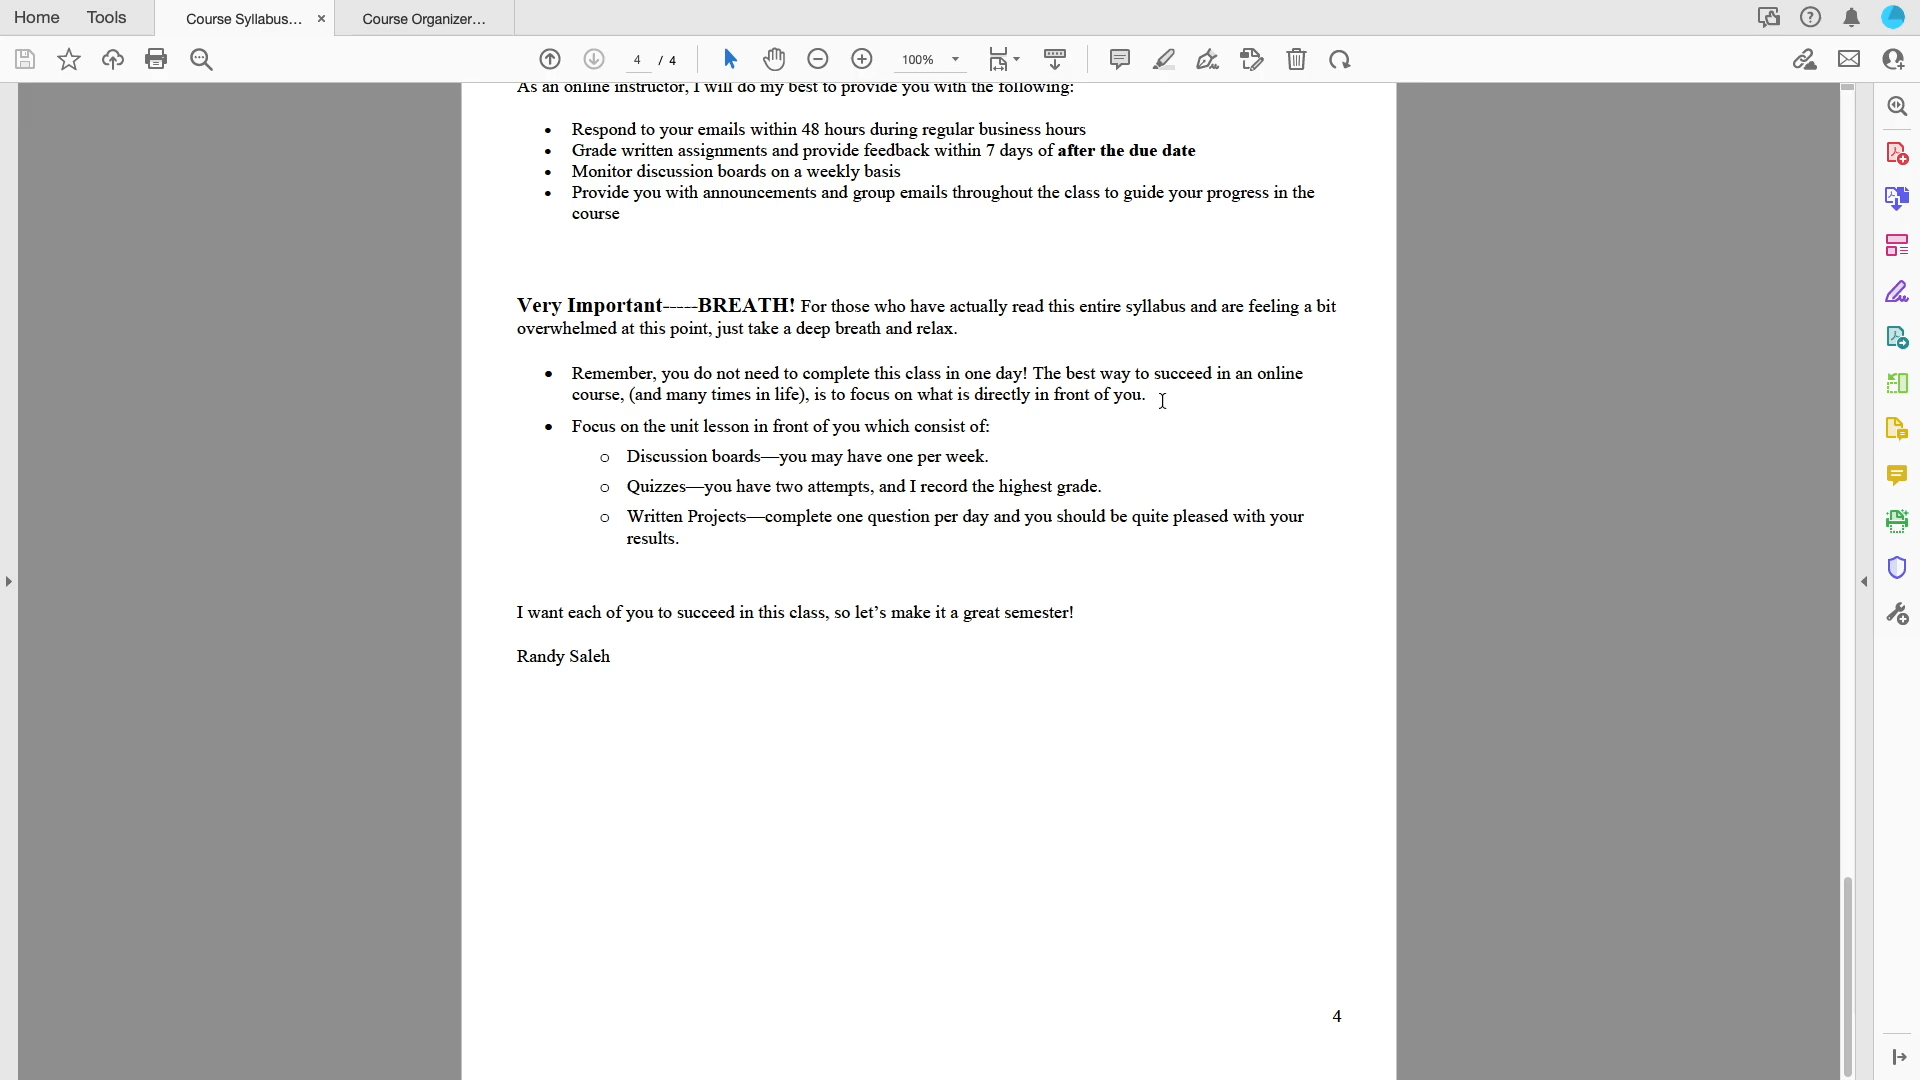 Home Tools Course Syllabus... × Course Organizer...
4 / 4 100%
As an online instructor, I will do my best to provide you with the following:
• Respond to your emails within 48 hours during regular business hours
• Grade written assignments and provide feedback within 7 days of after the due date
• Monitor discussion boards on a weekly basis
• Provide you with announcements and group emails throughout the class to guide your progress in the
course
Very Important-----BREATH! For those who have actually read this entire syllabus and are feeling a bit
overwhelmed at this point, just take a deep breath and relax.
• Remember, you do not need to complete this class in one day! The best way to succeed in an online
course, (and many times in life), is to focus on what is directly in front of you.
• Focus on the unit lesson in front of you which consist of:
o Discussion boards—you may have one per week.
o Quizzes—you have two attempts, and I record the highest grade.
o Written Projects—complete one question per day and you should be quite pleased with your
results.
I want each of you to succeed in this class, so let’s make it a great semester!
Randy Saleh
4